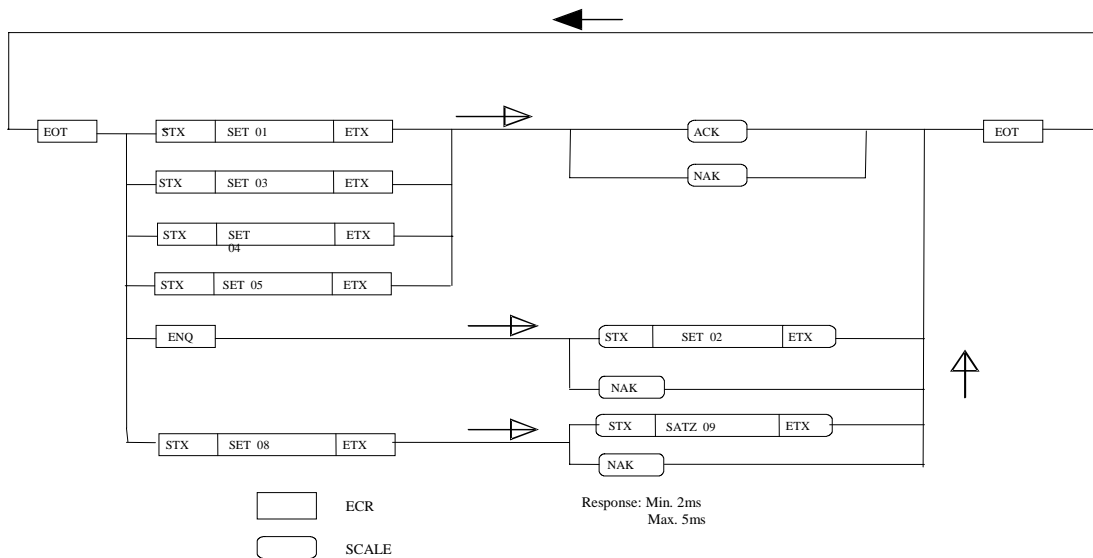 EOT
STX SET 01 ETX
ACK
EOT
STX SET 03 ETX
NAK
STX SET 04 ETX
STX SET 05 ETX
ENQ
STX SET 02 ETX
NAK
STX SET 08 ETX
STX SATZ 09 ETX
NAK
ECR
Response: Min. 2ms
Max. 5ms
SCALE